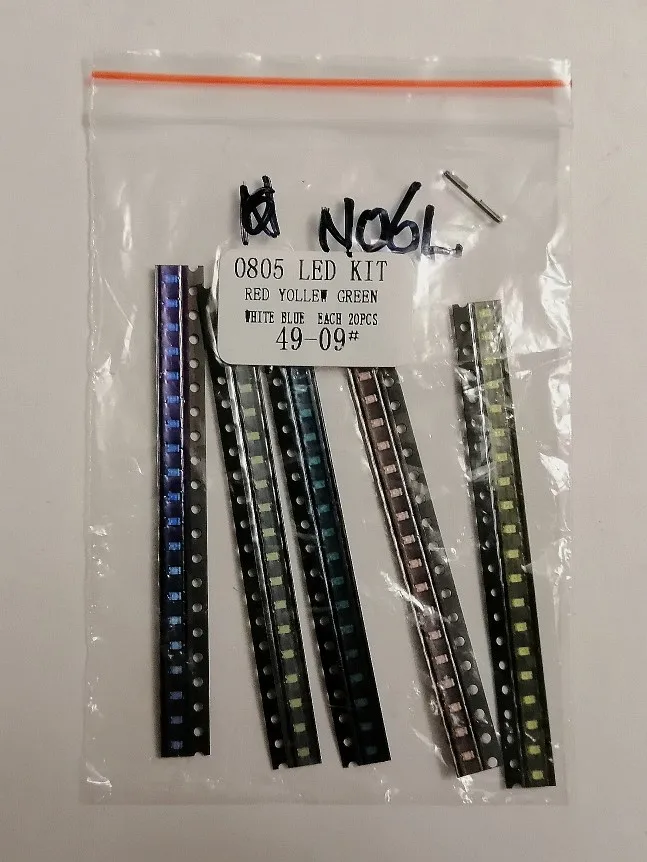 N06L.
0805 LED KIT
RED YOLLEW GREEN
WHITE BLUE EACH 20PCS
49-09#